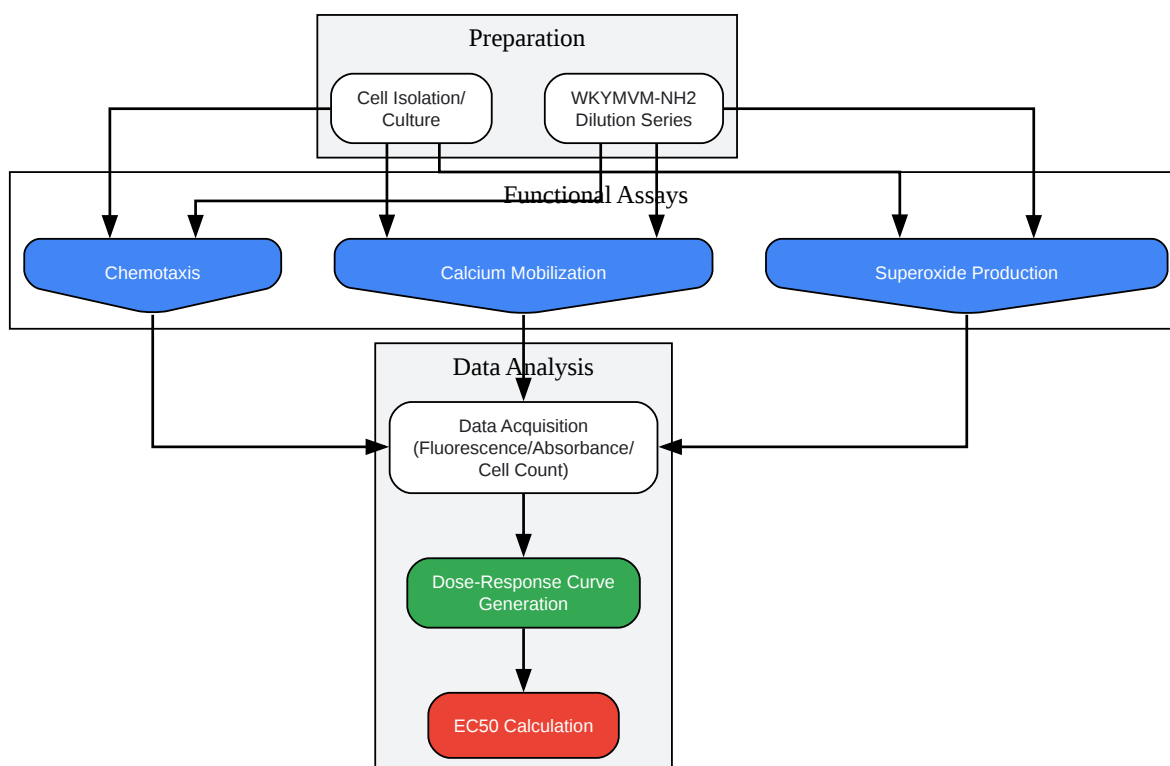 Preparation
Cell Isolation/
Culture
WKYMVM-NH2
Dilution Series
Functional Assays
Chemotaxis
Calcium Mobilization
Superoxide Production
Data Analysis
Data Acquisition
(Fluorescence/Absorbance/
Cell Count)
Dose-Response Curve
Generation
EC50 Calculation